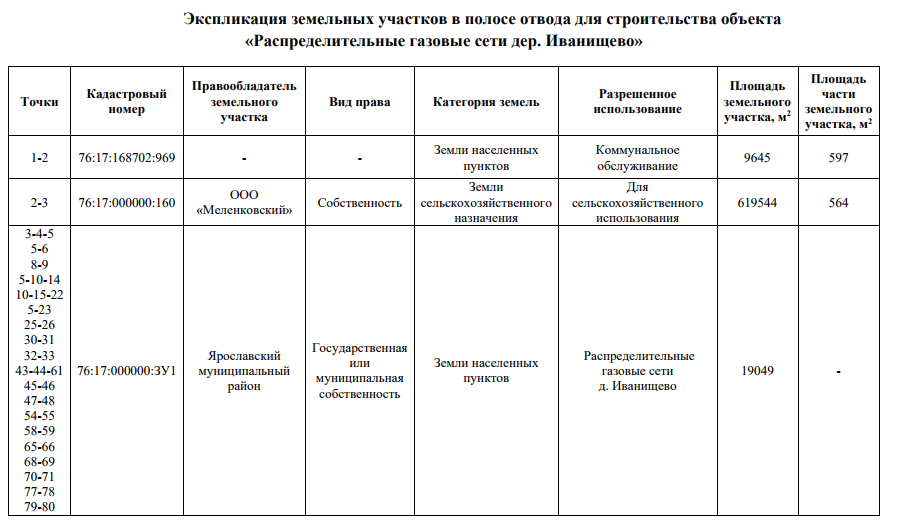 Экспликация земельных участков в полосе отвода для строительства объекта
«Распределительные газовые сети дер. Иванищево»
Точки
Кадастровый
номер
Правообладатель
земельного
участка
Вид права
Категория земель
Разрешенное
использование
Площадь
земельного
участка, м²
Площадь
части
земельного
участка, м²
1-2
76:17:168702:969
-
-
Земли населенных
пунктов
Коммунальное
обслуживание
9645
597
2-3
76:17:000000:160
ООО
«Меленковский»
Собственность
Земли
сельскохозяйственного
назначения
Для
сельскохозяйственного
использования
619544
564
3-4-5
5-6
8-9
5-10-14
10-15-22
5-23
25-26
30-31
32-33
43-44-61
45-46
47-48
54-55
58-59
65-66
68-69
70-71
77-78
79-80
76:17:000000:ЗУ1
Ярославский
муниципальный
район
Государственная
или
муниципальная
собственность
Земли населенных
пунктов
Распределительные
газовые сети
д. Иванищево
19049
-